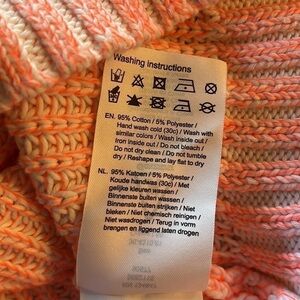 Washing instructions
EN. 95% Cotton / 5% Polyester /
Hand wash cold (30c) / Wash with
similar colors / Wash inside out /
Iron inside out / Do not bleach /
Do not dry clean / Do not tumble
dry / Reshape and lay flat to dry
NL. 95% Katoen / 5% Polyester /
Koude handwas (30c) / Met
gelijke kleuren wassen /
Binnenste buiten wassen /
Binnenste buiten strijken / Niet
bleken / Niet chemisch reinigen /
Niet wasdrogen / Terug in vorm
brengen en liggend laten drogen